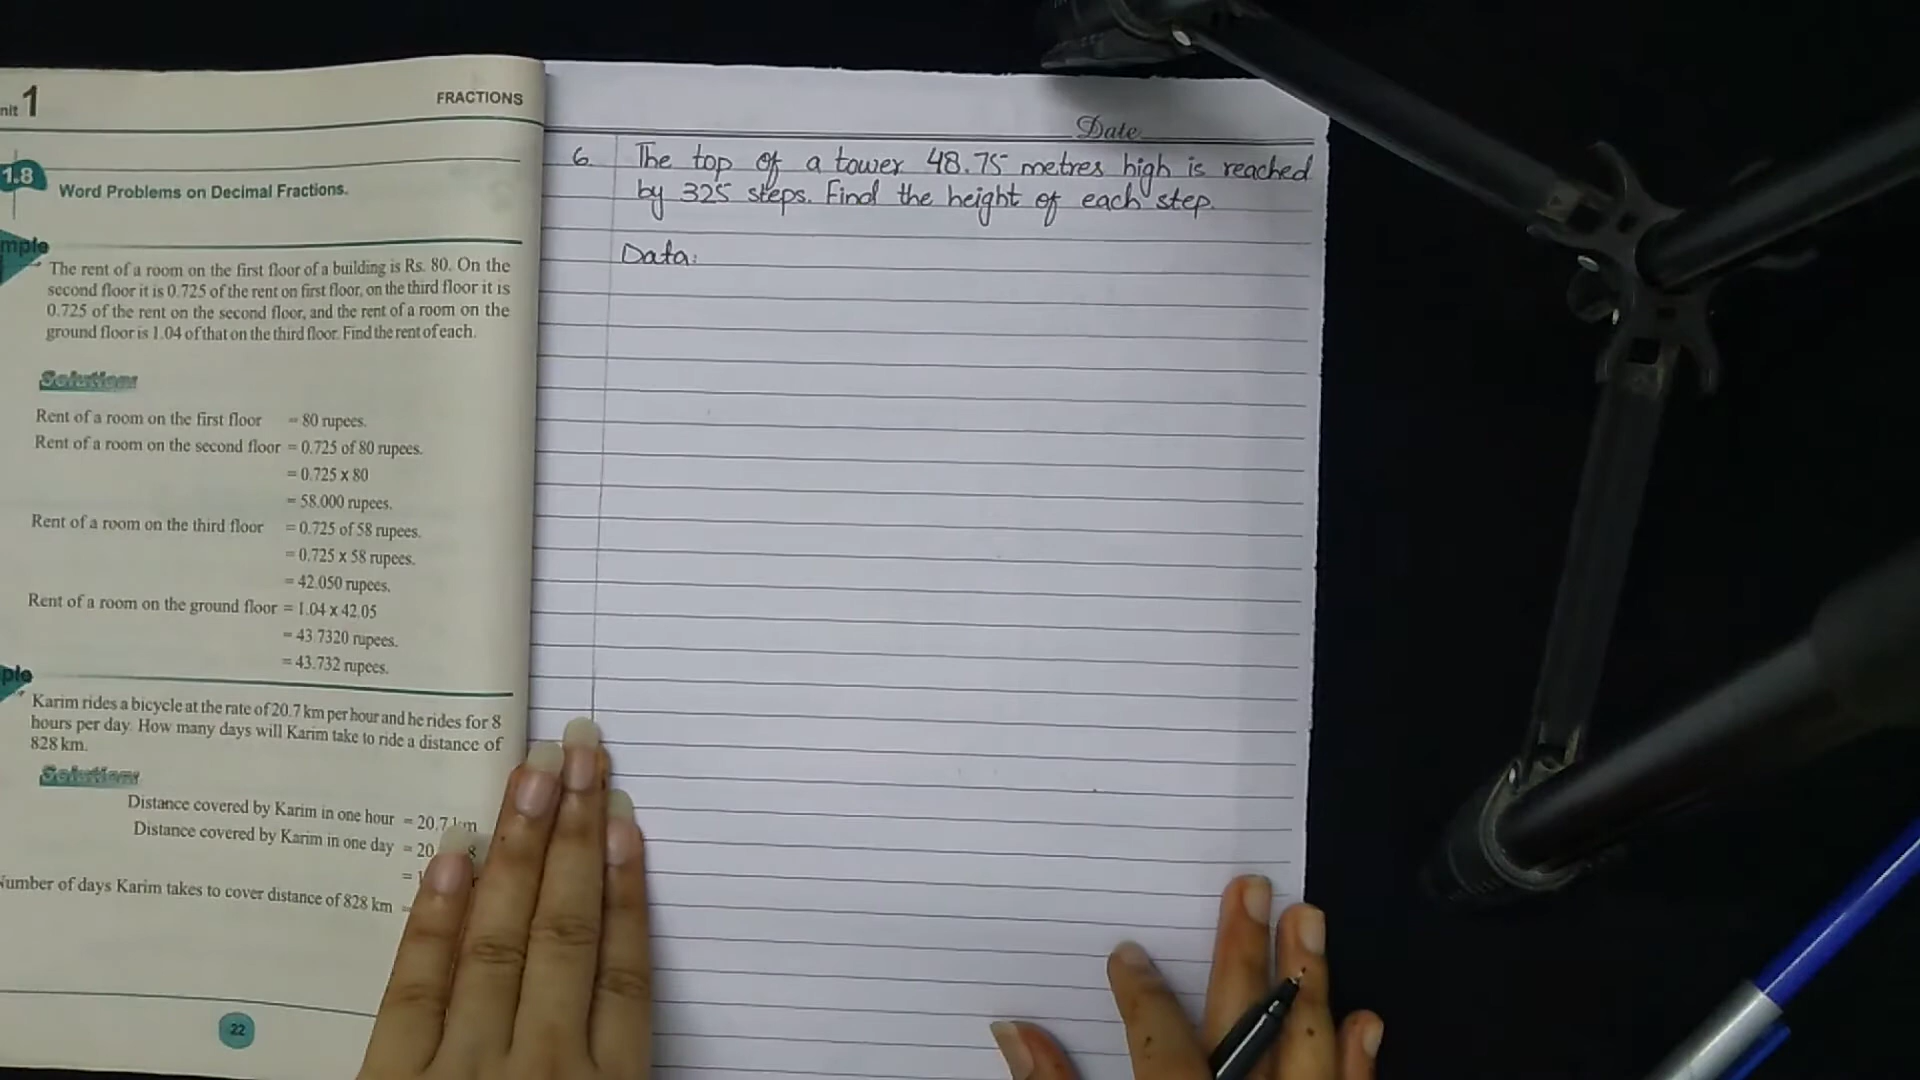 nit 1
FRACTIONS
1.8
Word Problems on Decimal Fractions.
mple
The rent of a room on the first floor of a building is Rs. 80. On the
second floor it is 0.725 of the rent on first floor, on the third floor it is
0.725 of the rent on the second floor, and the rent of a room on the
ground floor is 1.04 of that on the third floor. Find the rent of each.
Solution:
Rent of a room on the first floor = 80 rupees.
Rent of a room on the second floor = 0.725 of 80 rupees.
= 0.725 x 80
= 58.000 rupees.
Rent of a room on the third floor = 0.725 of 58 rupees.
= 0.725 x 58 rupees.
= 42.050 rupees.
Rent of a room on the ground floor = 1.04 x 42.05
= 43.7320 rupees.
= 43.732 rupees.
ple
Karim rides a bicycle at the rate of 20.7 km per hour and he rides for 8
hours per day. How many days will Karim take to ride a distance of
828 km.
Solution:
Distance covered by Karim in one hour = 20.7 km
Distance covered by Karim in one day = 20 8
= 1
Number of days Karim takes to cover distance of 828 km =
22
Date
6. The top of a tower 48.75 metres high is reached
by 325 steps. Find the height of each step.
Data: